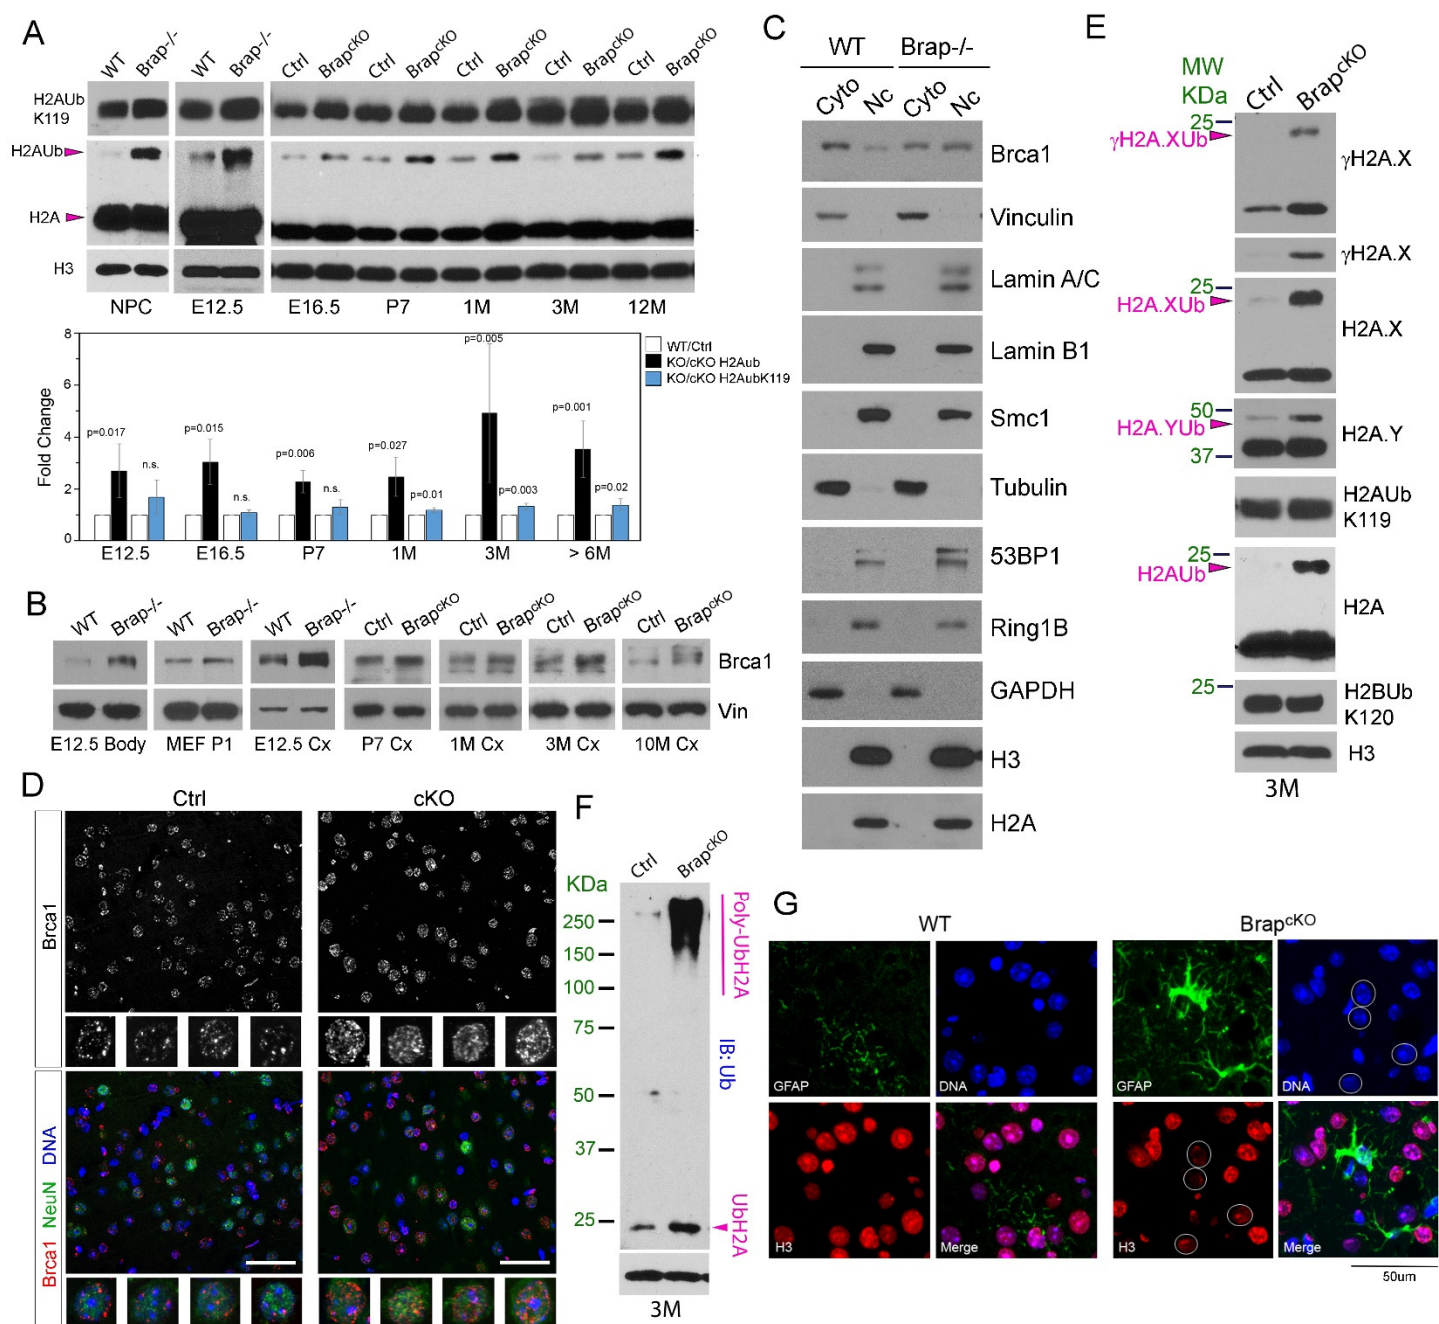 A
WT Brap-/- WT Brap-/- Ctrl BrapcKO Ctrl BrapcKO Ctrl BrapcKO Ctrl BrapcKO Ctrl BrapcKO
H2AUb
K119
H2AUb
H2A
H3
NPC E12.5 E16.5 P7 1M 3M 12M
Fold Change
8
6
4
2
0
p=0.017
n.s.
p=0.015
n.s.
p=0.006
n.s.
p=0.027
p=0.01
p=0.005
p=0.003
p=0.001
p=0.02
WT/Ctrl
KO/cKO H2Aub
KO/cKO H2AubK119
E12.5 E16.5 P7 1M 3M > 6M
B
WT Brap-/- WT Brap-/- WT Brap-/- Ctrl BrapcKO Ctrl BrapcKO Ctrl BrapcKO Ctrl BrapcKO
Brca1
Vin
E12.5 Body MEF P1 E12.5 Cx P7 Cx 1M Cx 3M Cx 10M Cx
C
WT Brap-/-
Cyto Nc Cyto Nc
Brca1
Vinculin
Lamin A/C
Lamin B1
Smc1
Tubulin
53BP1
Ring1B
GAPDH
H3
H2A
D
Ctrl cKO
Brca1
Brca1 NeuN DNA
E
MW
KDa
Ctrl BrapcKO
25
γH2A.XUb
γH2A.X
γH2A.X
25
H2A.XUb
H2A.X
50
H2A.YUb
H2A.Y
37
H2AUb
K119
25
H2AUb
H2A
25
H2BUb
K120
H3
3M
F
Ctrl BrapcKO
KDa
250
150
100
75
50
37
25
Poly-UbH2A
IB: Ub
UbH2A
3M
G
WT BrapcKO
GFAP DNA GFAP DNA
H3 Merge H3 Merge
50um